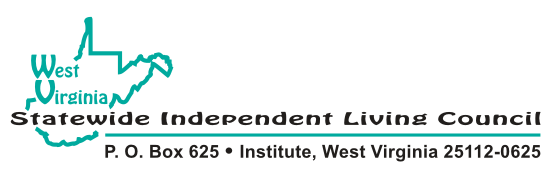 West
Virginia
Statewide Independent Living Council
P. O. Box 625 • Institute, West Virginia 25112-0625